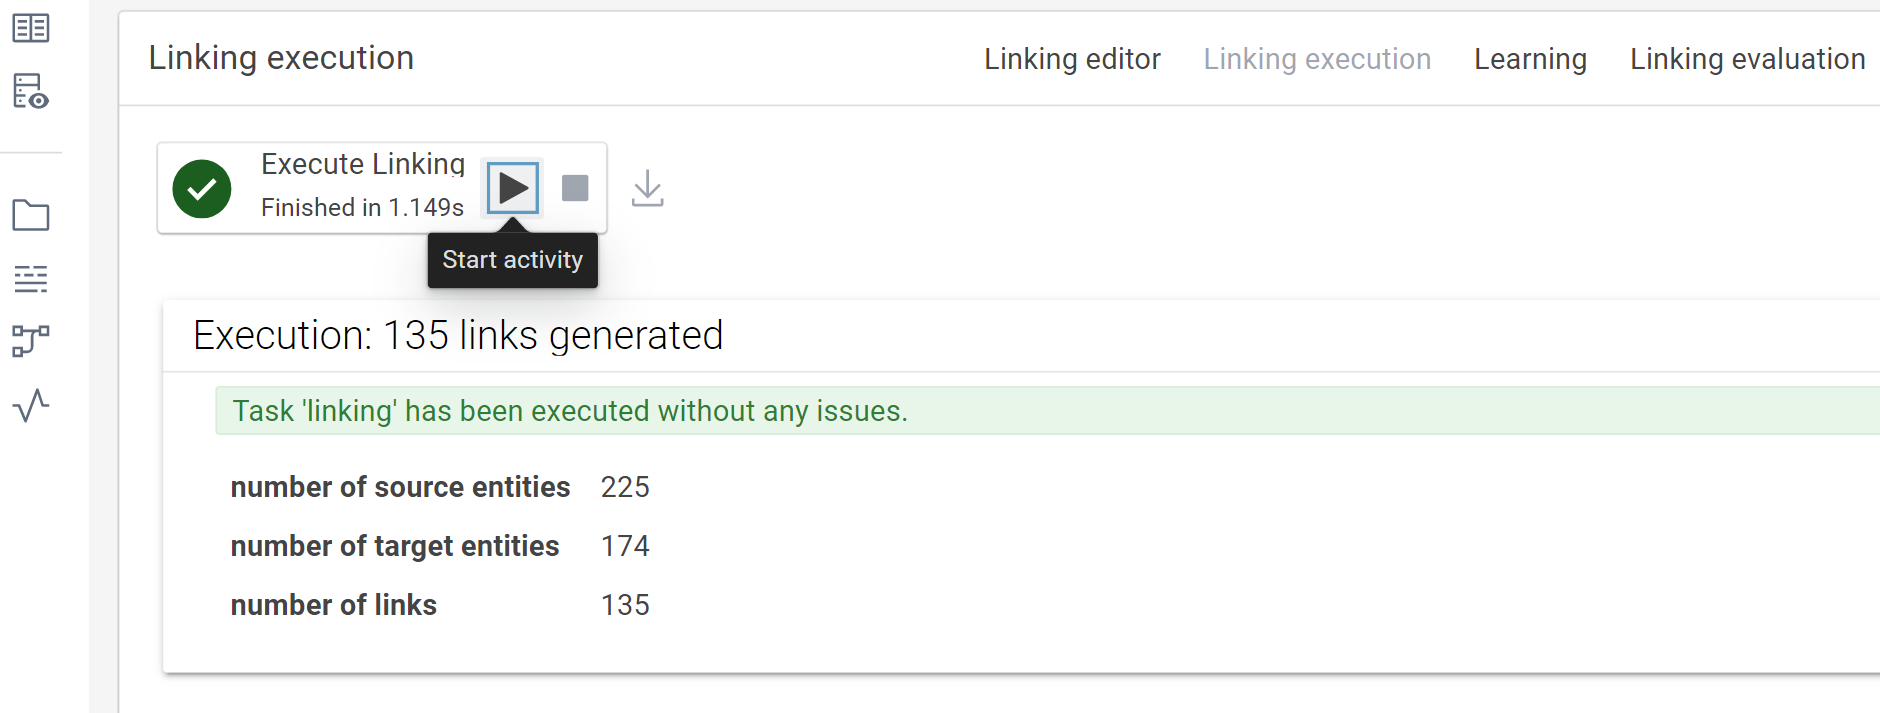 Linking execution
Linking editor
Linking execution
Learning
Linking evaluation
Execute Linking
Finished in 1.149s
Start activity
Execution: 135 links generated
Task 'linking' has been executed without any issues.
number of source entities 225
number of target entities 174
number of links 135